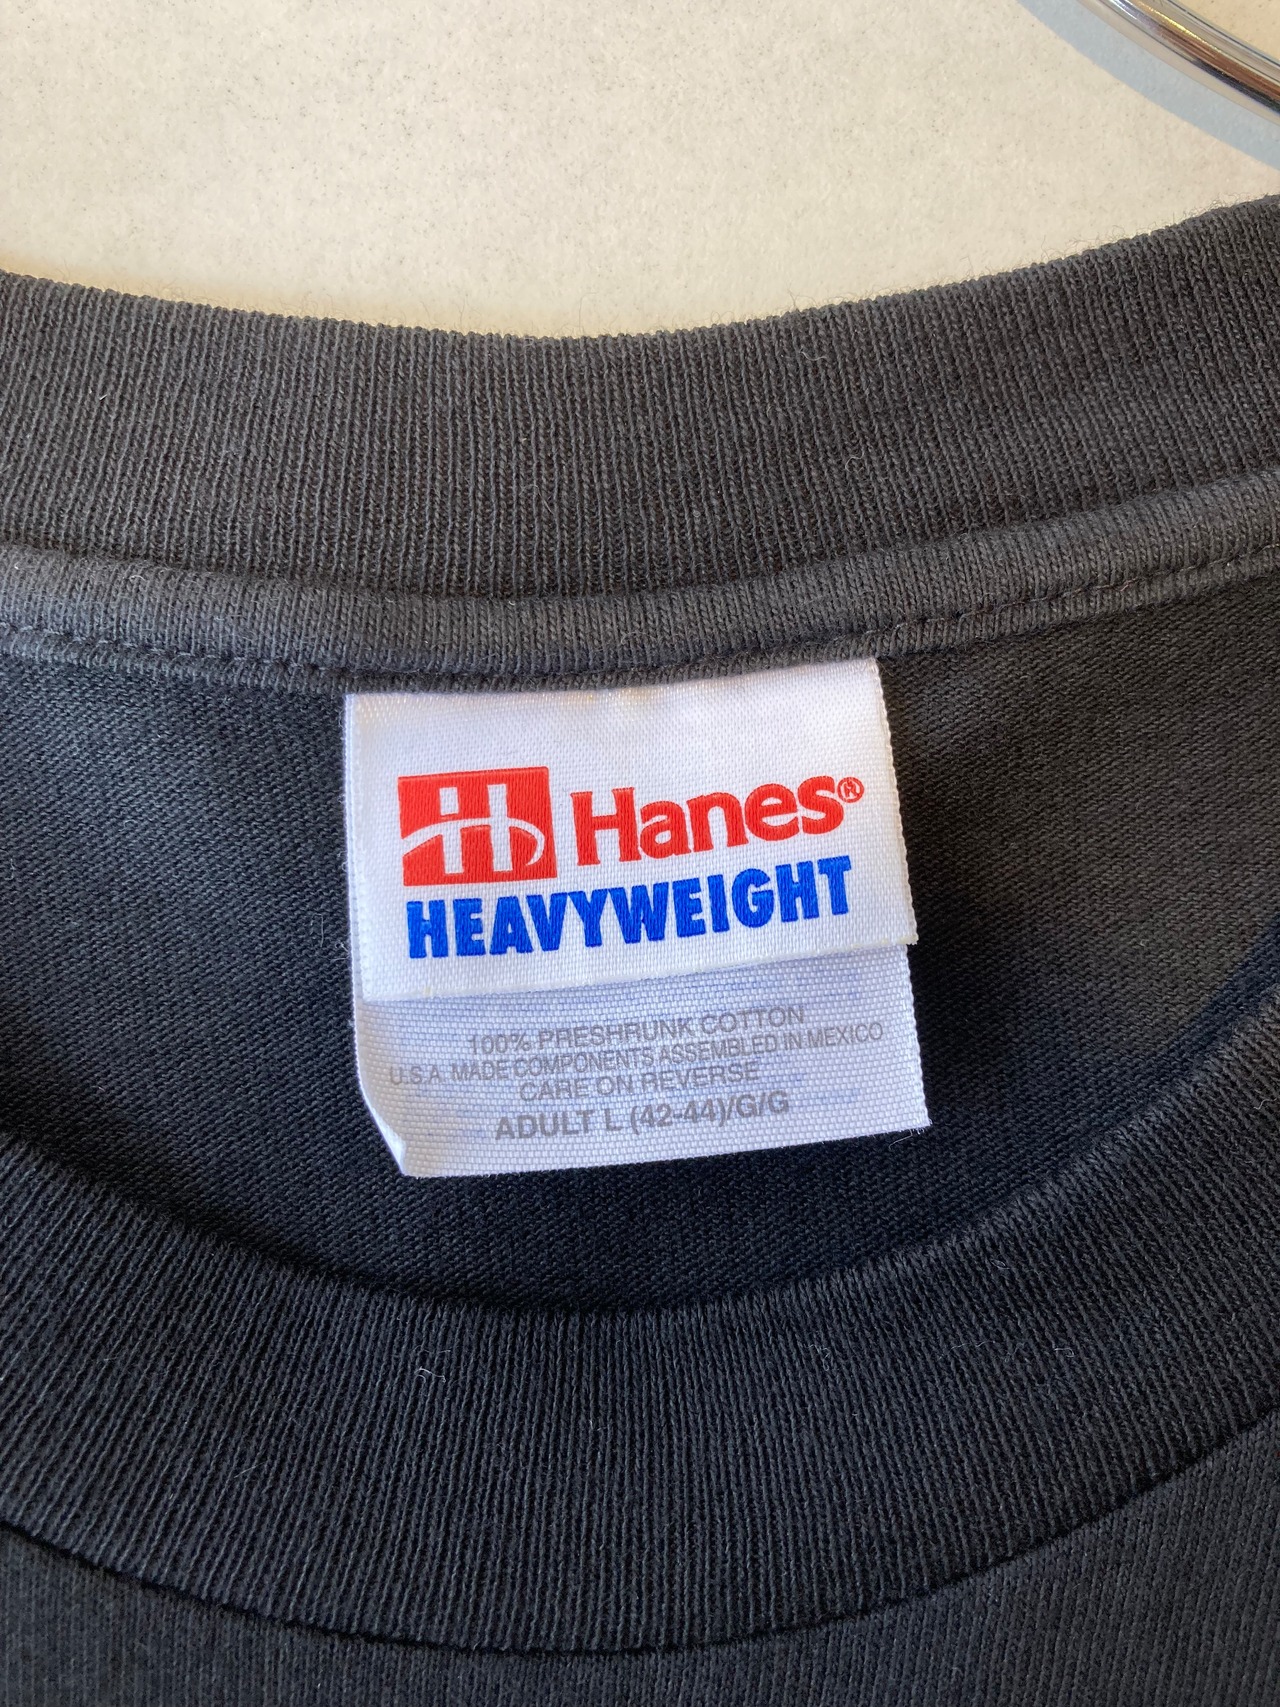 H Hanes®
HEAVYWEIGHT
100% PRESHRUNK COTTON
U.S.A. MADE COMPONENTS ASSEMBLED IN MEXICO
CARE ON REVERSE
ADULT L (42-44)/G/G